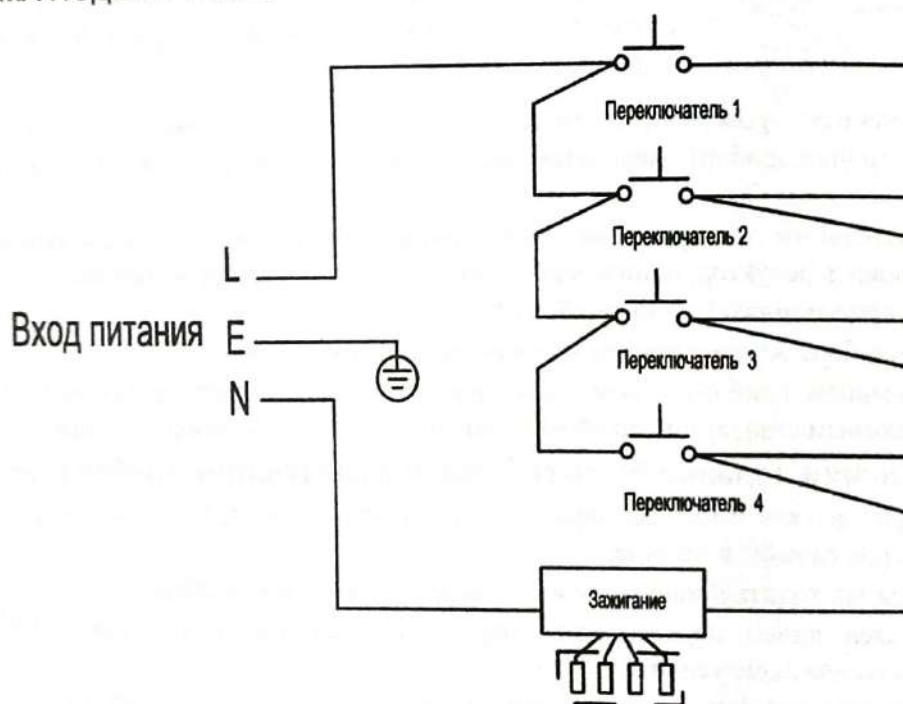 Переключатель 1
Переключатель 2
L
Вход питания E
Переключатель 3
N
Переключатель 4
Зажигание